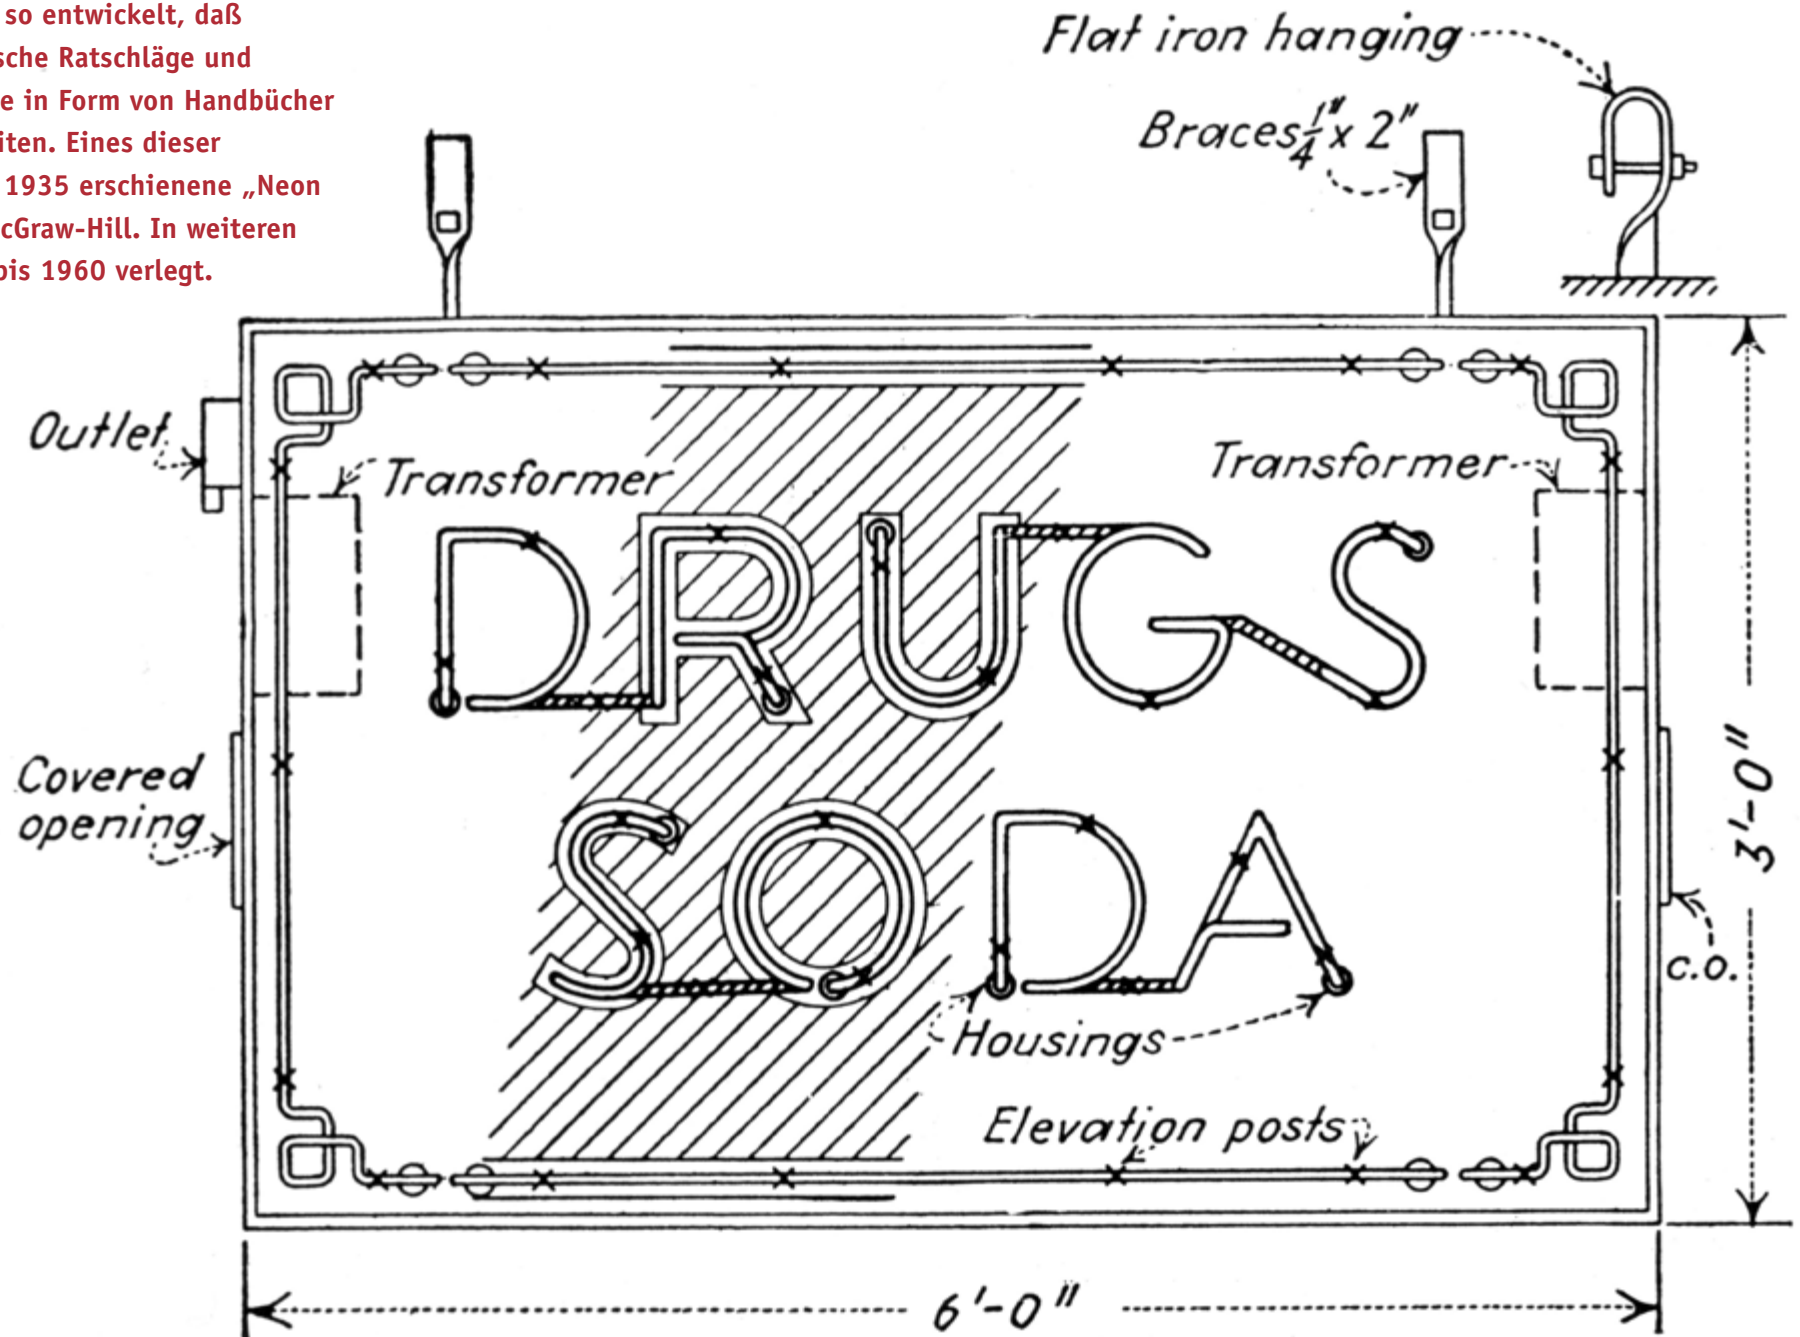 so entwickelt, daß
sche Ratschläge und
e in Form von Handbücher
iten. Eines dieser
1935 erschienene „Neon
cGraw-Hill. In weiteren
bis 1960 verlegt.
Flat iron hanging
Braces 1/4" x 2"
Outlet
Transformer
Transformer
DRUGS
Covered
opening
3'-0"
SODA
c.o.
Housings
Elevation posts
6'-0"